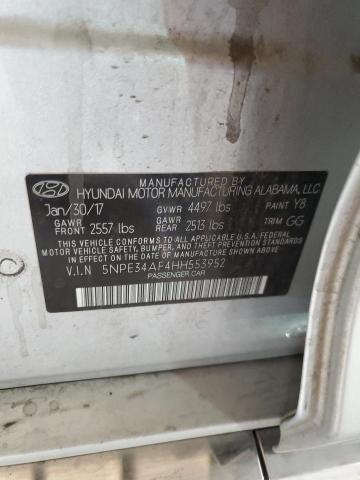 MANUFACTURED BY
HYUNDAI MOTOR MANUFACTURING ALABAMA, LLC
Jan/30/17 GVWR 4497 lbs PAINT Y8
GAWR FRONT 2557 lbs GAWR REAR 2513 lbs TRIM GG
THIS VEHICLE CONFORMS TO ALL APPLICABLE U.S.A. FEDERAL
MOTOR VEHICLE SAFETY, BUMPER, AND THEFT PREVENTION
STANDARDS IN EFFECT ON THE DATE OF MANUFACTURE SHOWN ABOVE.
V.I.N 5NPE34AF4HH553952
PASSENGER CAR